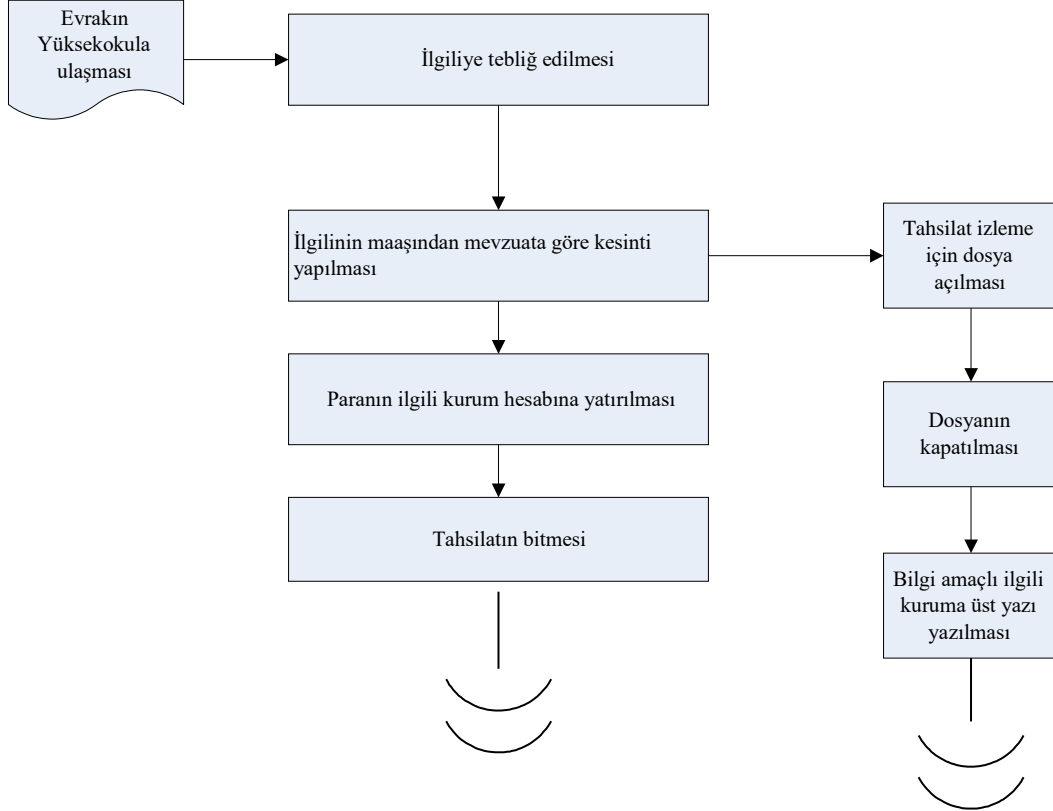 Evrakın
Yüksekokula
ulaşması
İlgiliye tebliğ edilmesi
İlgilinin maaşından mevzuata göre kesinti
yapılması
Tahsilat izleme
için dosya
açılması
Paranın ilgili kurum hesabına yatırılması
Dosyanın
kapatılması
Tahsilatın bitmesi
Bilgi amaçlı ilgili
kuruma üst yazı
yazılması